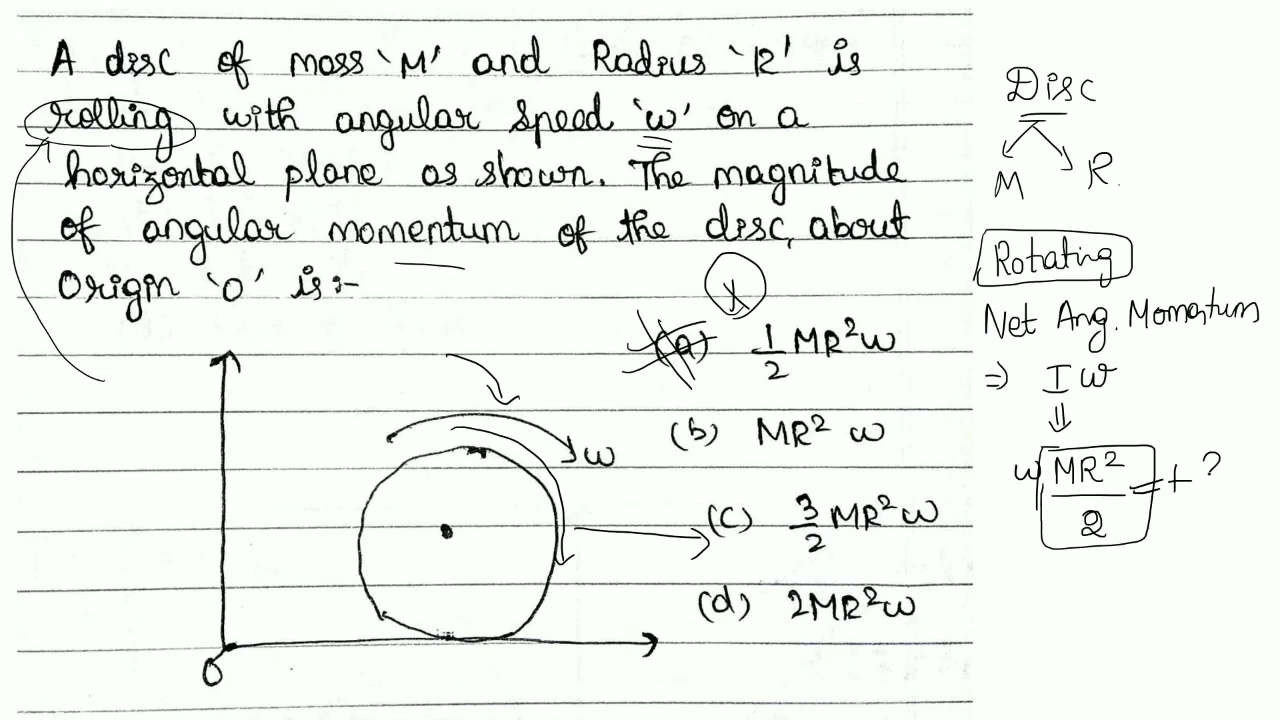 A disc of mass 'M' and Radius 'R' is
rolling with angular speed 'ω' on a
horizontal plane as shown. The magnitude
of angular momentum of the disc, about
Origin 'O' is :-
(a) 1/2 MR²ω
(b) MR² ω
(c) 3/2 MR²ω
(d) 2MR²ω
ω
O
Disc
M R.
Rotating
Net Ang. Momentum
⇒ I ω
⇓
ω MR²/2 + ?